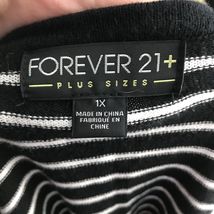 FOREVER 21+
PLUS SIZES
1X
MADE IN CHINA
FABRIQUÉ EN
CHINE